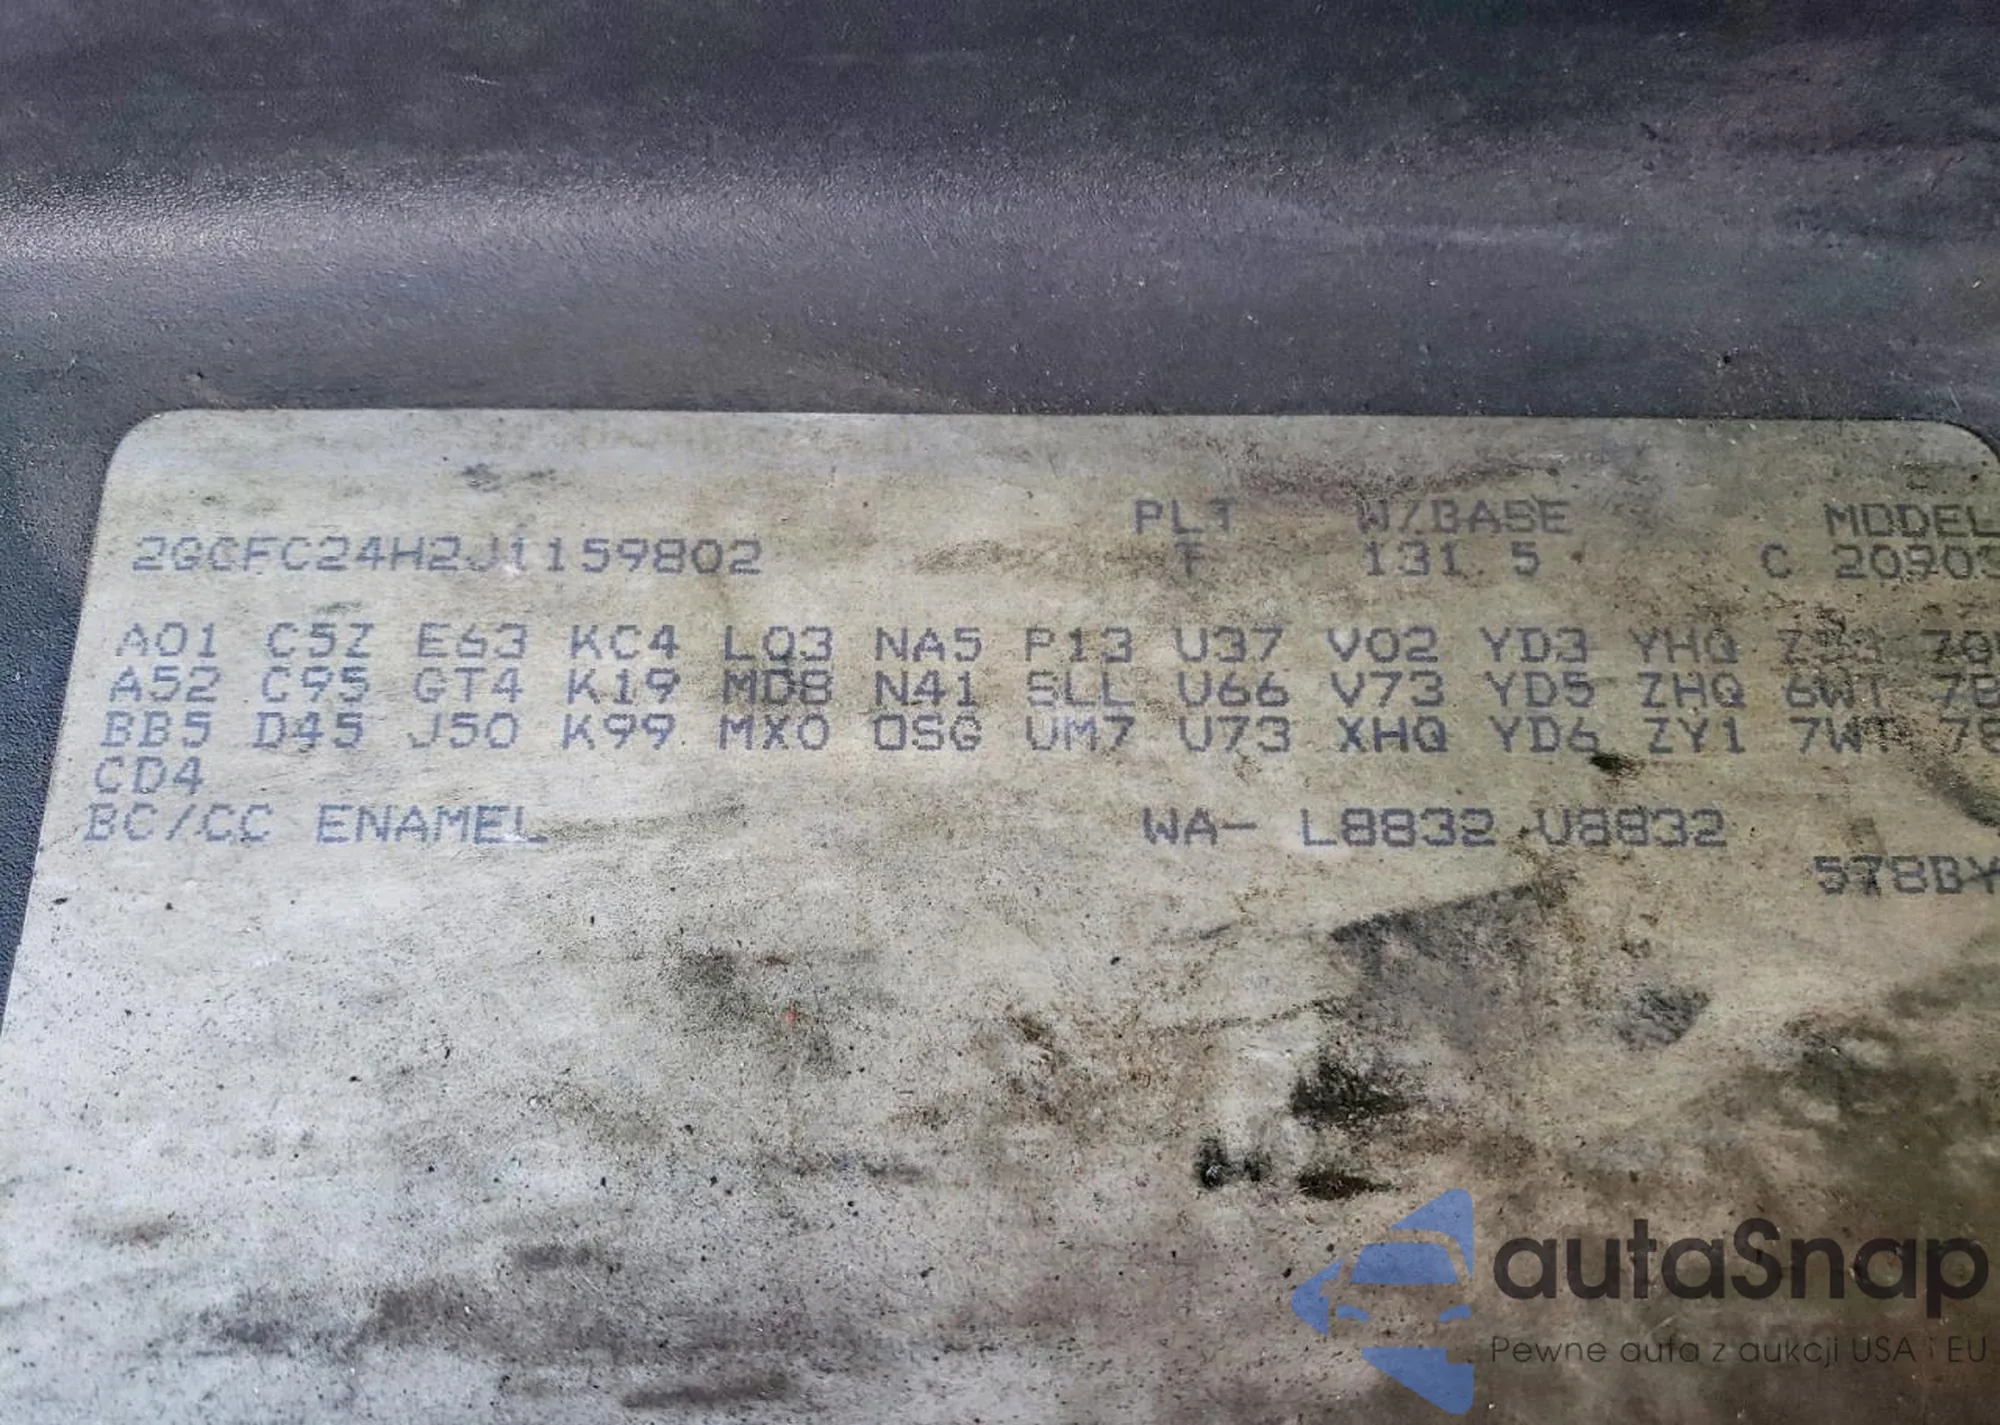 PLT W/BASE MODEL
2GCFC24H2J1159802 T 131.5 C 20903
A01 C5Z E63 KC4 L03 NA5 P13 U37 V02 YD3 YHQ
A52 C95 GT4 K19 MD8 N41 SLL U66 V73 YD5 ZHQ 6WT
BB5 D45 J50 K99 MX0 OSG UM7 U73 XHQ YD6 ZY1 7WT
CD4
BC/CC ENAMEL WA- L8832 U8832
578BY
autaSnap
Pewne auta z aukcji USA i EU